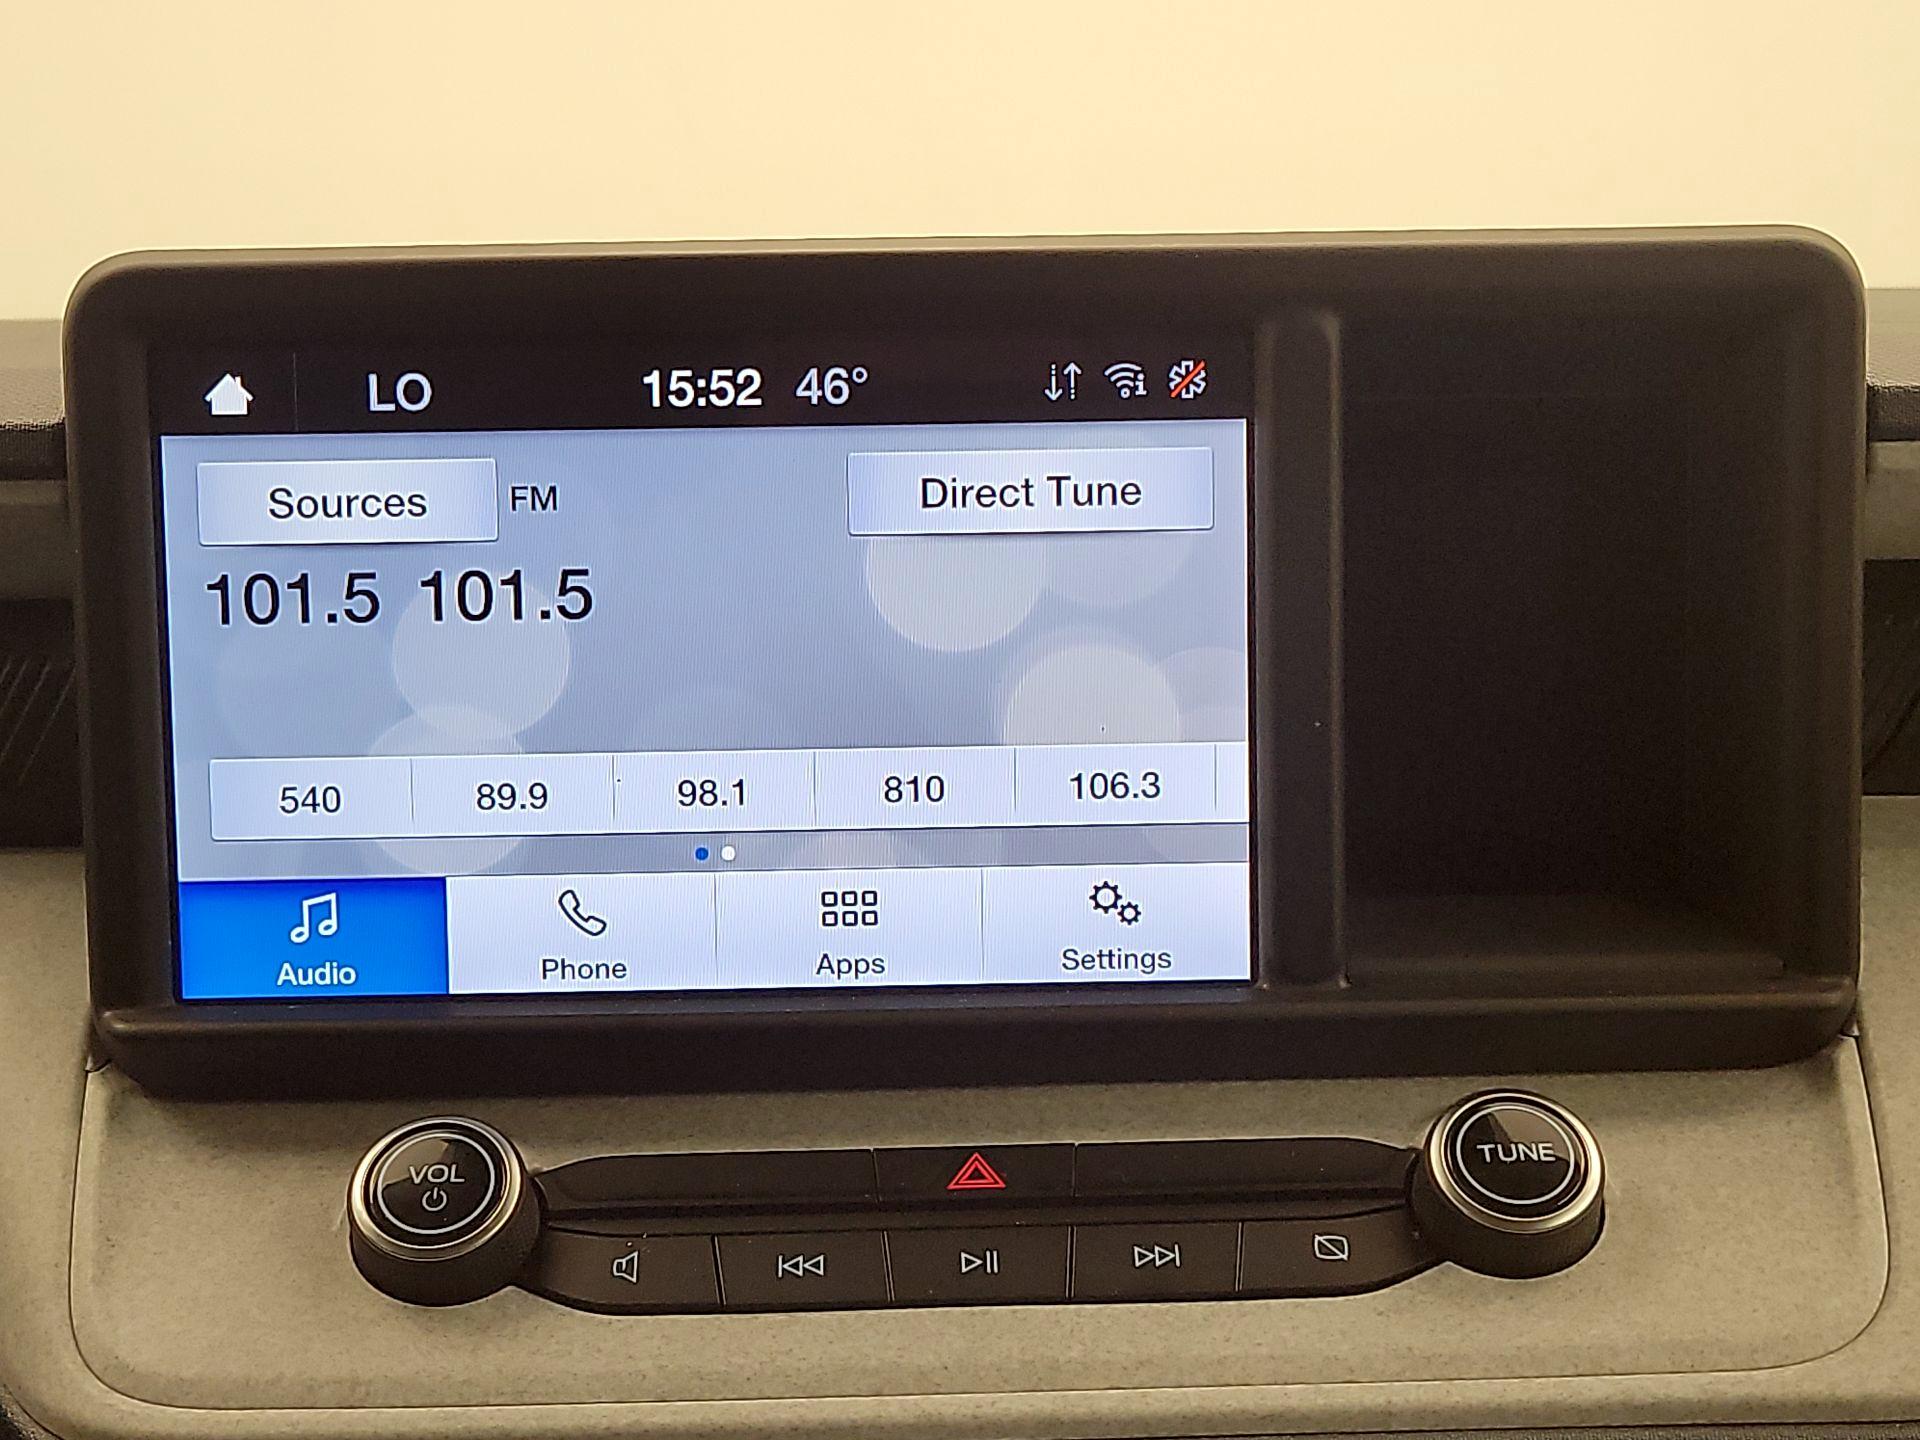 LO 15:52 46°
Sources FM Direct Tune
101.5 101.5
540 89.9 98.1 810 106.3
Audio Phone Apps Settings
VOL TUNE